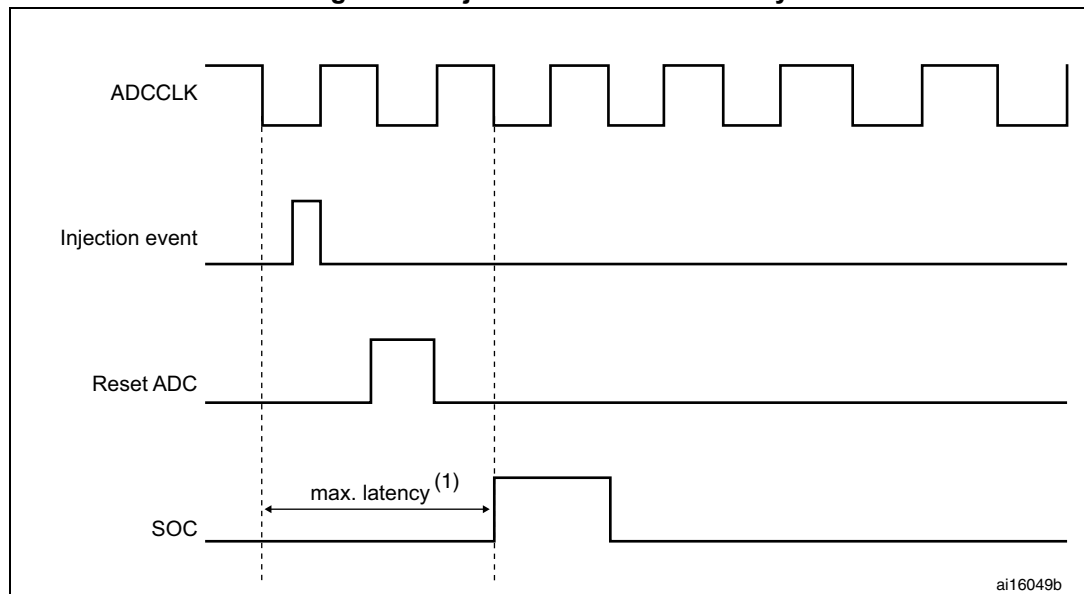 ADCCLK
Injection event
Reset ADC
max. latency (1)
SOC
ai16049b